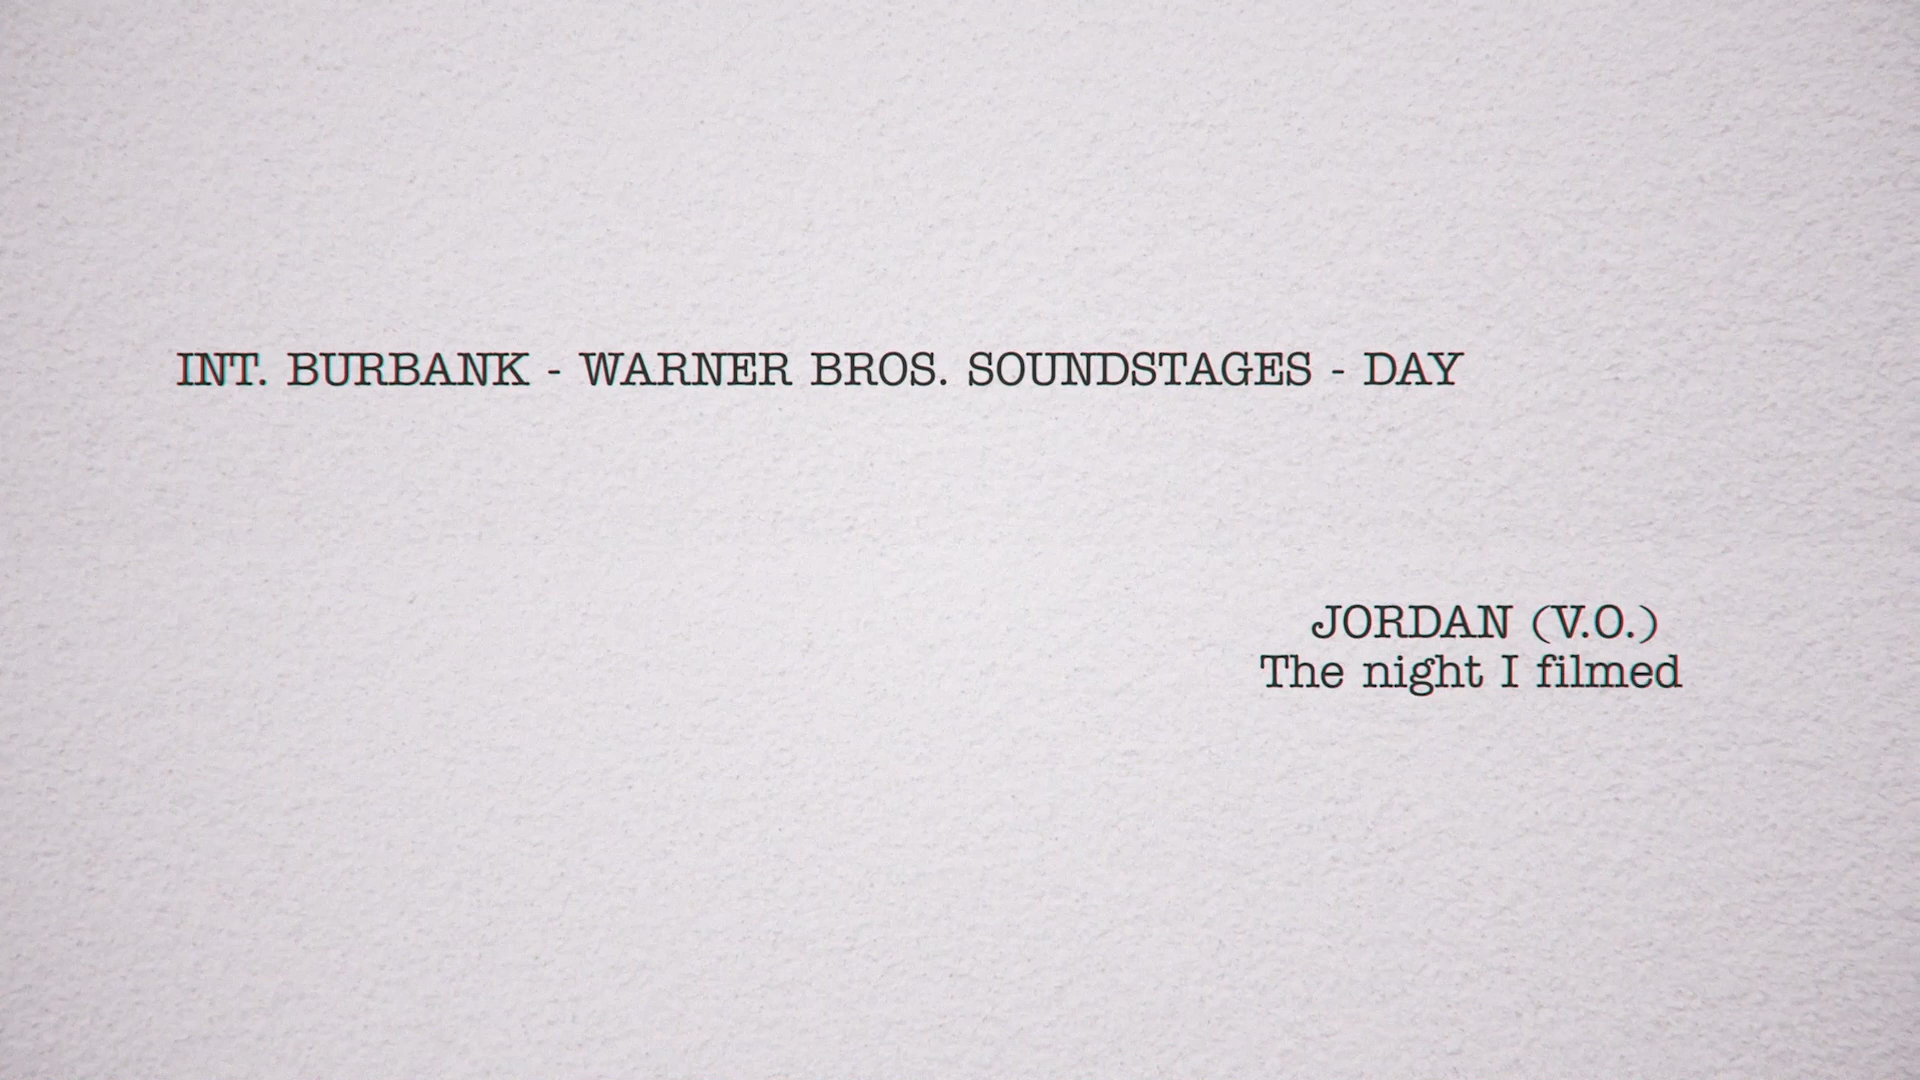 INT. BURBANK - WARNER BROS. SOUNDSTAGES - DAY
JORDAN (V.O.)
The night I filmed